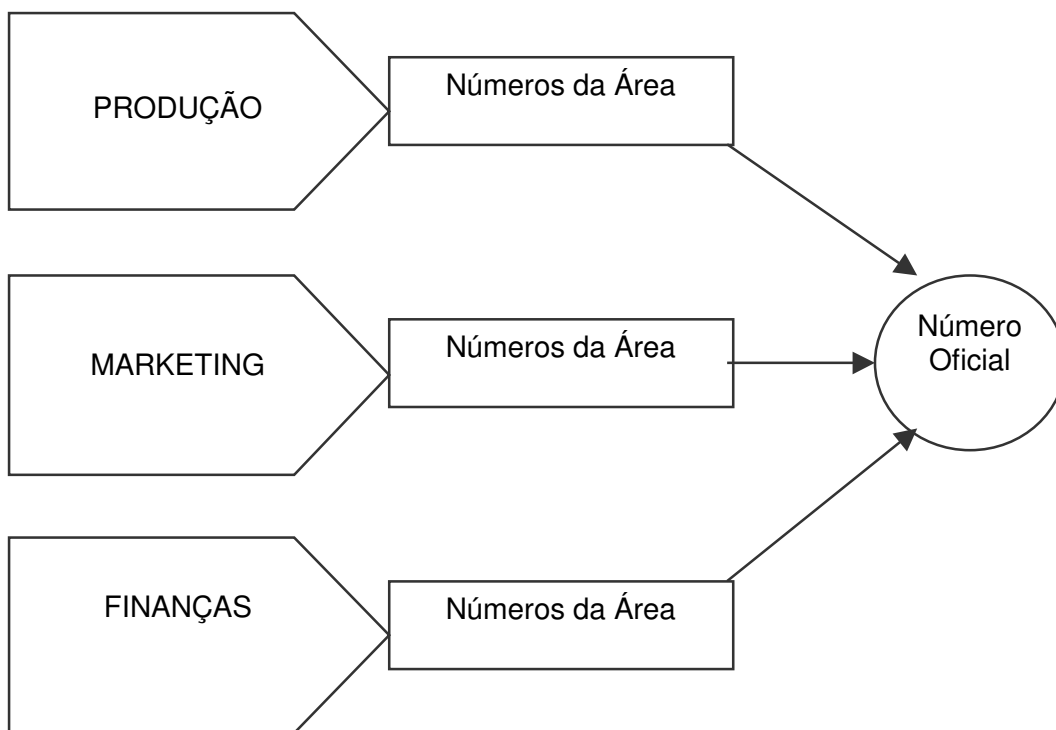 PRODUÇÃO
Números da Área
MARKETING
Números da Área
Número
Oficial
FINANÇAS
Números da Área